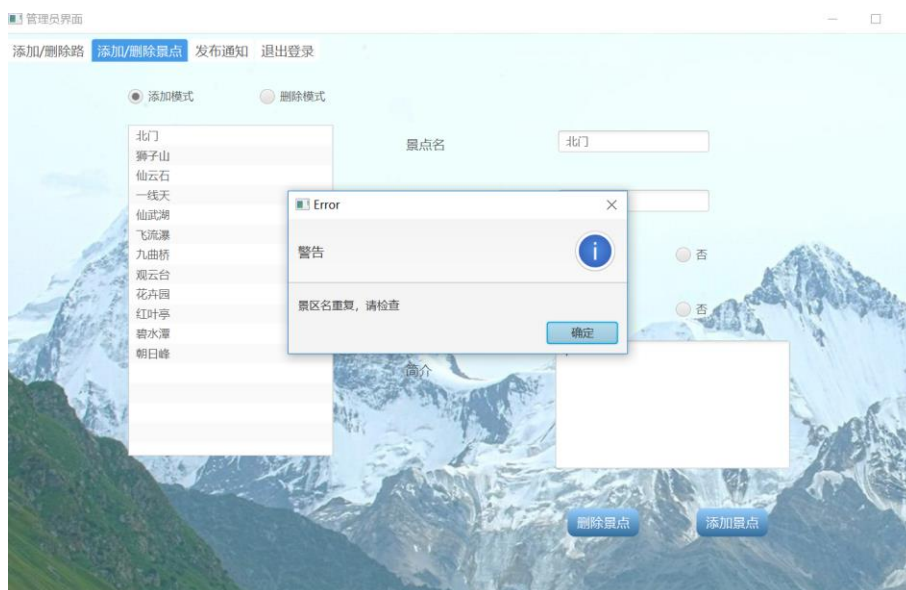 管理员界面
添加/删除路 添加/删除景点 发布通知 退出登录
添加模式 删除模式
北门
狮子山
仙云石
一线天
仙武湖
飞流瀑
九曲桥
观云台
花卉园
红叶亭
碧水潭
朝日峰
景点名 北门
Error
警告
景区名重复，请检查
确定
否
否
简介
删除景点 添加景点